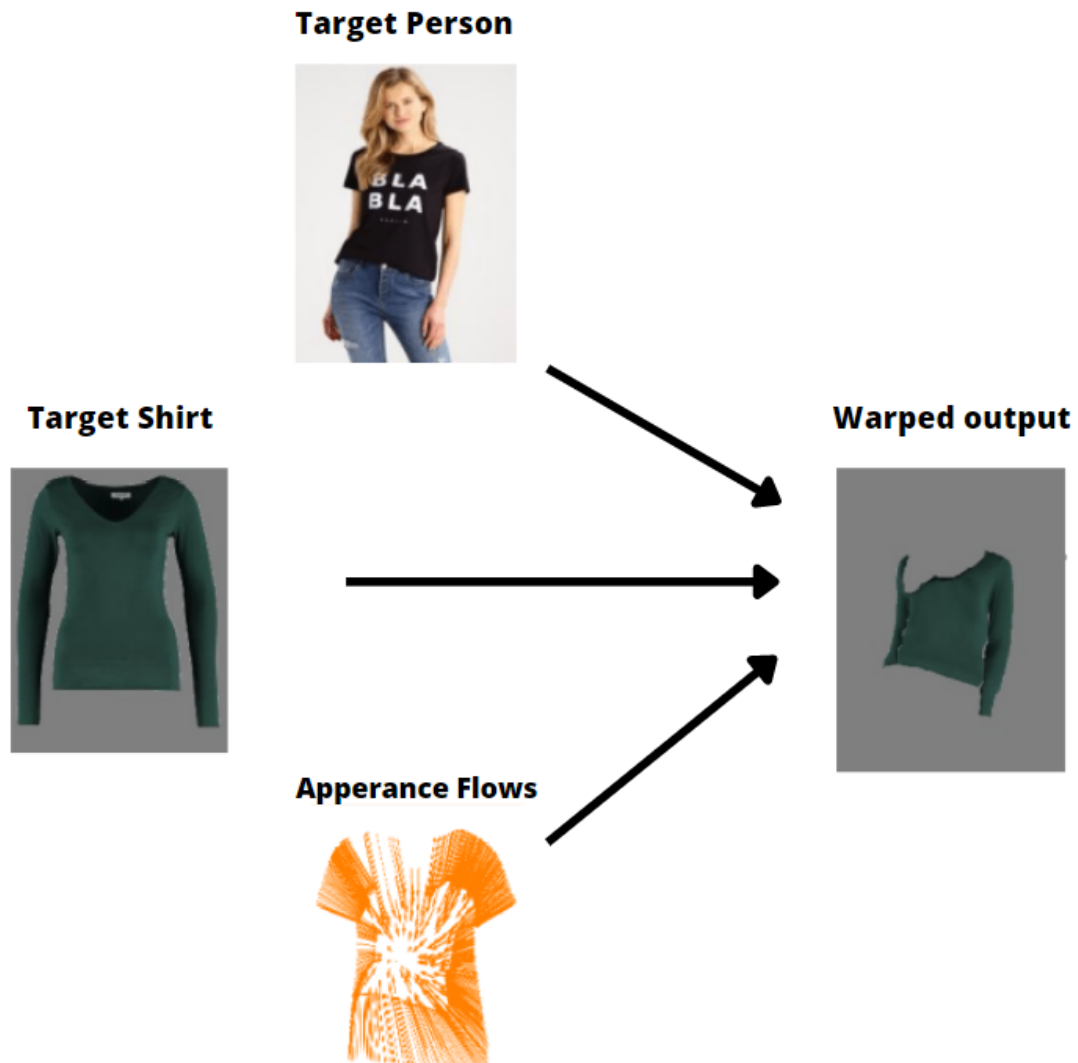 Target Person
BLA
BLA
Target Shirt
Warped output
Apperance Flows